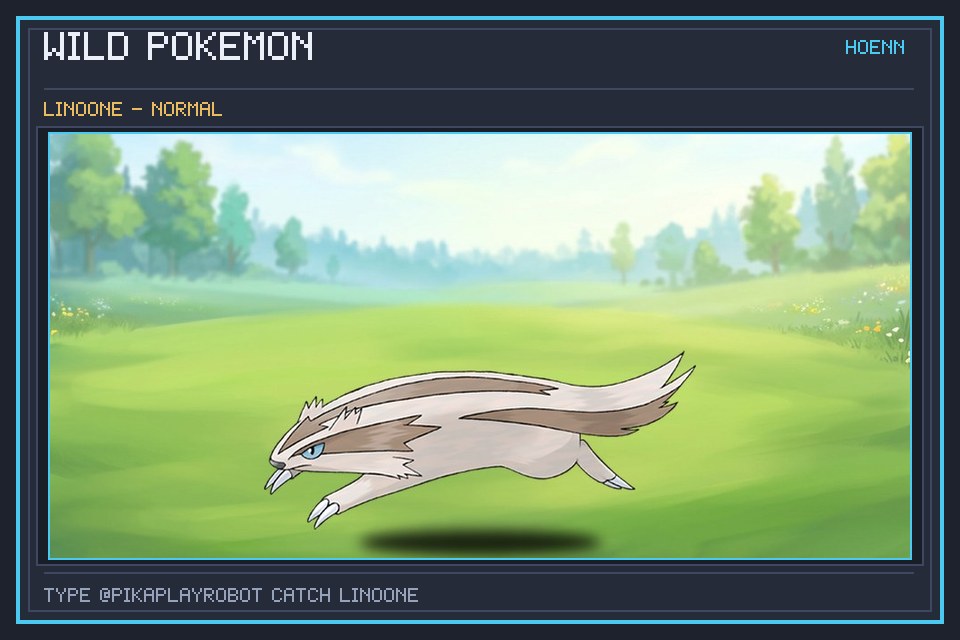 WILD POKEMON
HOENN
LINOONE - NORMAL
TYPE @PIKAPLAYROBOT CATCH LINOONE